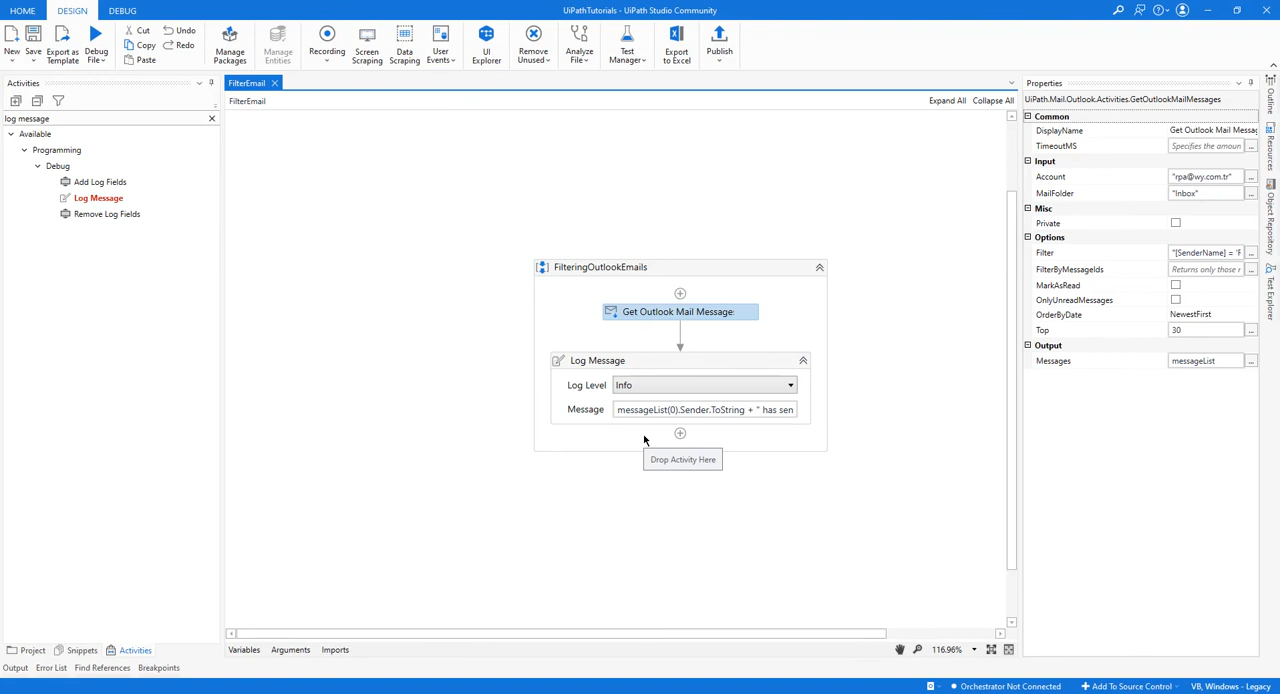 HOME DESIGN DEBUG UiPathTutorials - UiPath Studio Community
New Save Export as Template Debug File Cut Copy Paste Undo Redo Manage Packages Manage Entities Recording Screen Scraping Data Scraping User Events UI Explorer Remove Unused Analyze File Test Manager Export to Excel Publish
Activities
log message
Available
Programming
Debug
Add Log Fields
Log Message
Remove Log Fields
FilterEmail
FilterEmail Expand All Collapse All
FilteringOutlookEmails
Get Outlook Mail Message
Log Message
Log Level Info
Message messageList(0).Sender.ToString + " has sen
Drop Activity Here
Properties
UiPath.Mail.Outlook.Activities.GetOutlookMailMessages
Common
DisplayName Get Outlook Mail Messag
TimeoutMS Specifies the amoun ...
Input
Account "rpa@wy.com.tr" ...
MailFolder "Inbox" ...
Misc
Private
Options
Filter "[SenderName] = 'F ...
FilterByMessageIds Returns only those r ...
MarkAsRead
OnlyUnreadMessages
OrderByDate NewestFirst
Top 30 ...
Output
Messages messageList ...
Outline
Resources
Object Repository
Test Explorer
Project Snippets Activities
Variables Arguments Imports 116.96%
Output Error List Find References Breakpoints
Orchestrator Not Connected Add To Source Control VB, Windows - Legacy